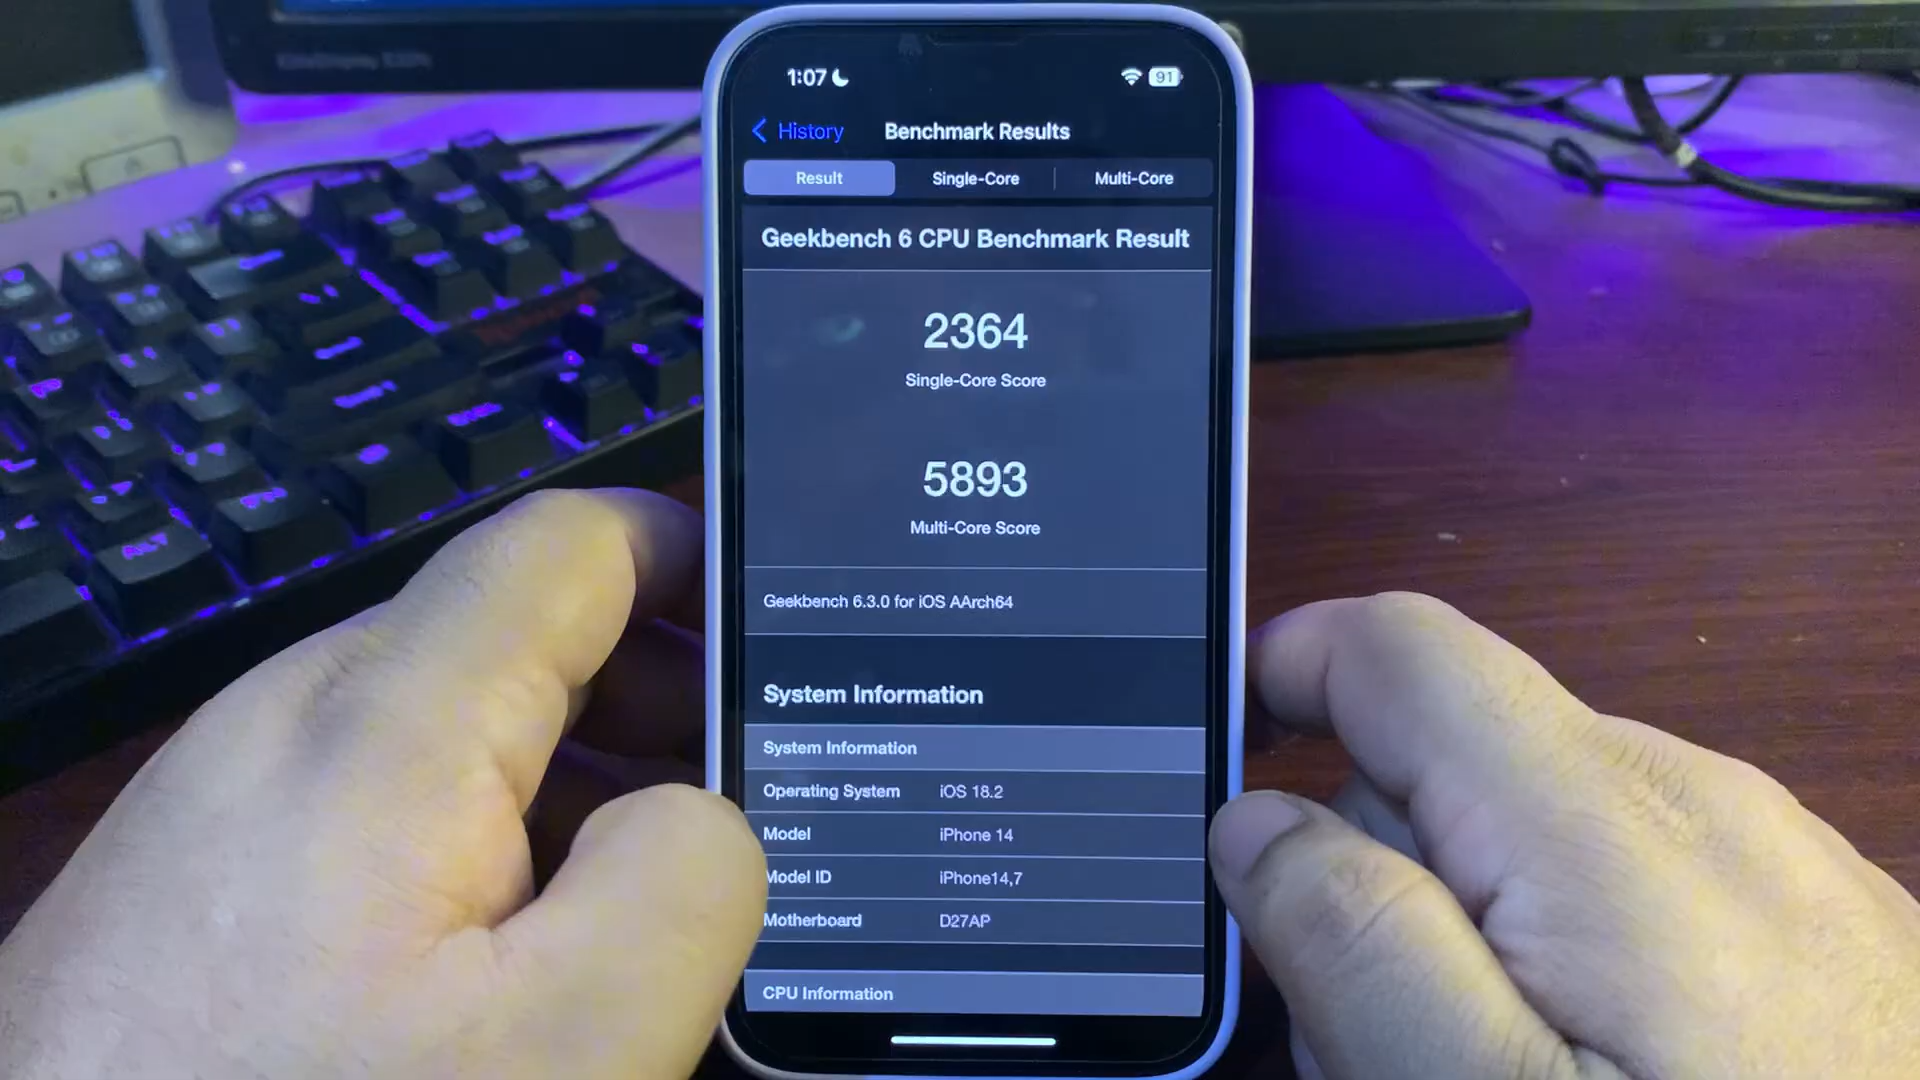 1:07
91
History
Benchmark Results
Result
Single-Core
Multi-Core
Geekbench 6 CPU Benchmark Result
2364
Single-Core Score
5893
Multi-Core Score
Geekbench 6.3.0 for iOS AArch64
System Information
System Information
Operating System iOS 18.2
Model iPhone 14
Model ID iPhone14,7
Motherboard D27AP
CPU Information
ALT